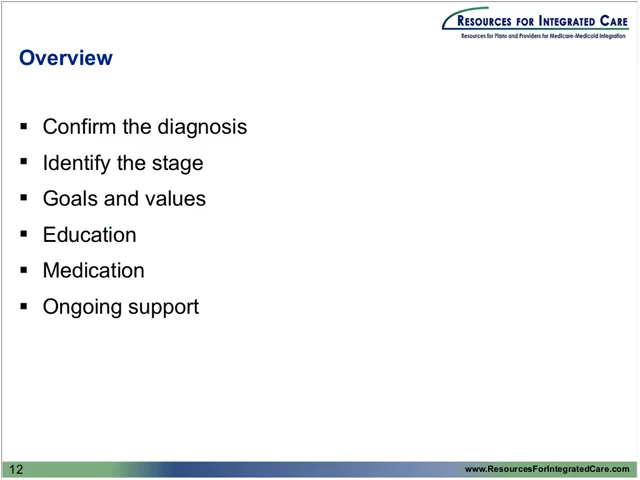 RESOURCES FOR INTEGRATED CARE
Resources for Plans and Providers for Medicare-Medicaid Integration
Overview
▪ Confirm the diagnosis
▪ Identify the stage
▪ Goals and values
▪ Education
▪ Medication
▪ Ongoing support
12
www.ResourcesForIntegratedCare.com